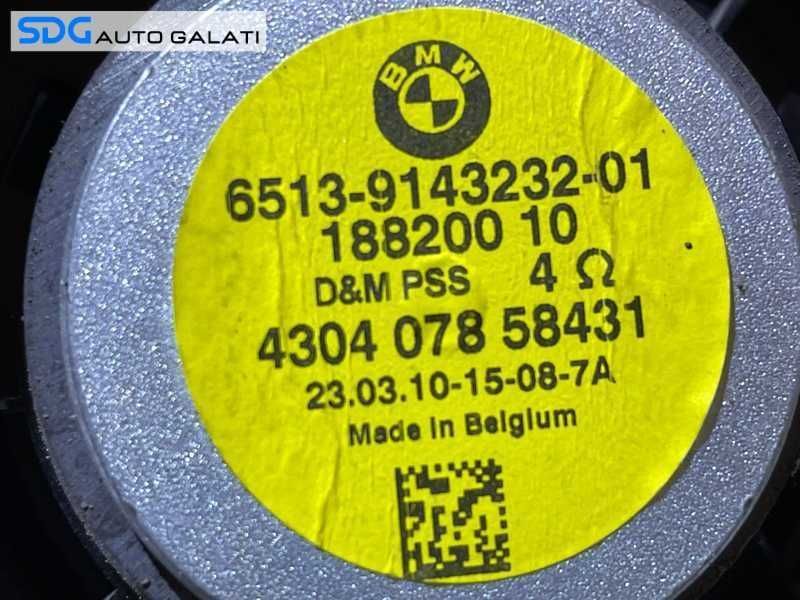 SDG AUTO GALATI
BMW
6513-9143232-01
188200 10
D&M PSS 4 Ω
4304 078 58431
23.03.10-15-08-7A
Made in Belgium